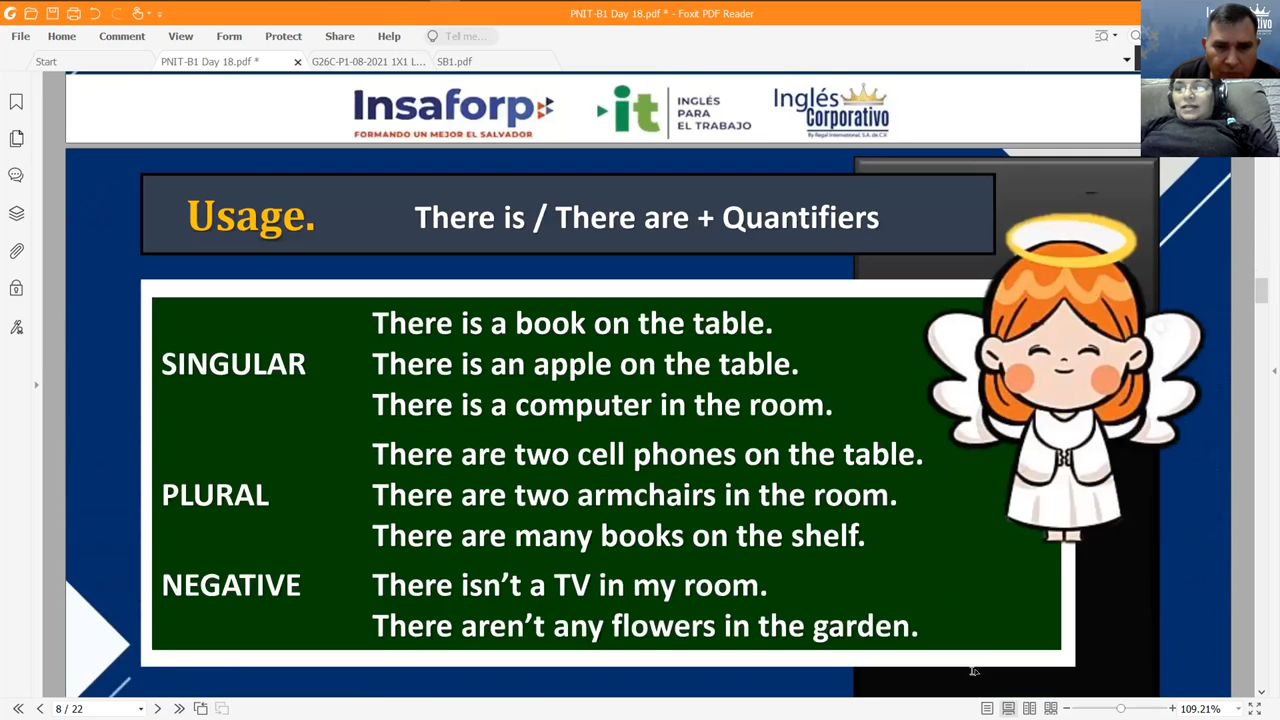 PNIT-B1 Day 18.pdf * - Foxit PDF Reader
File Home Comment View Form Protect Share Help Tell me...
Start PNIT-B1 Day 18.pdf * G26C-P1-08-2021 1X1 L... SB1.pdf
Insaforp
FORMANDO UN MEJOR EL SALVADOR
it
INGLÉS
PARA
EL TRABAJO
Inglés
Corporativo
By Regal International, S.A. de C.V.
Usage. There is / There are + Quantifiers
There is a book on the table.
SINGULAR There is an apple on the table.
There is a computer in the room.
There are two cell phones on the table.
PLURAL There are two armchairs in the room.
There are many books on the shelf.
NEGATIVE There isn't a TV in my room.
There aren't any flowers in the garden.
8 / 22
109.21%